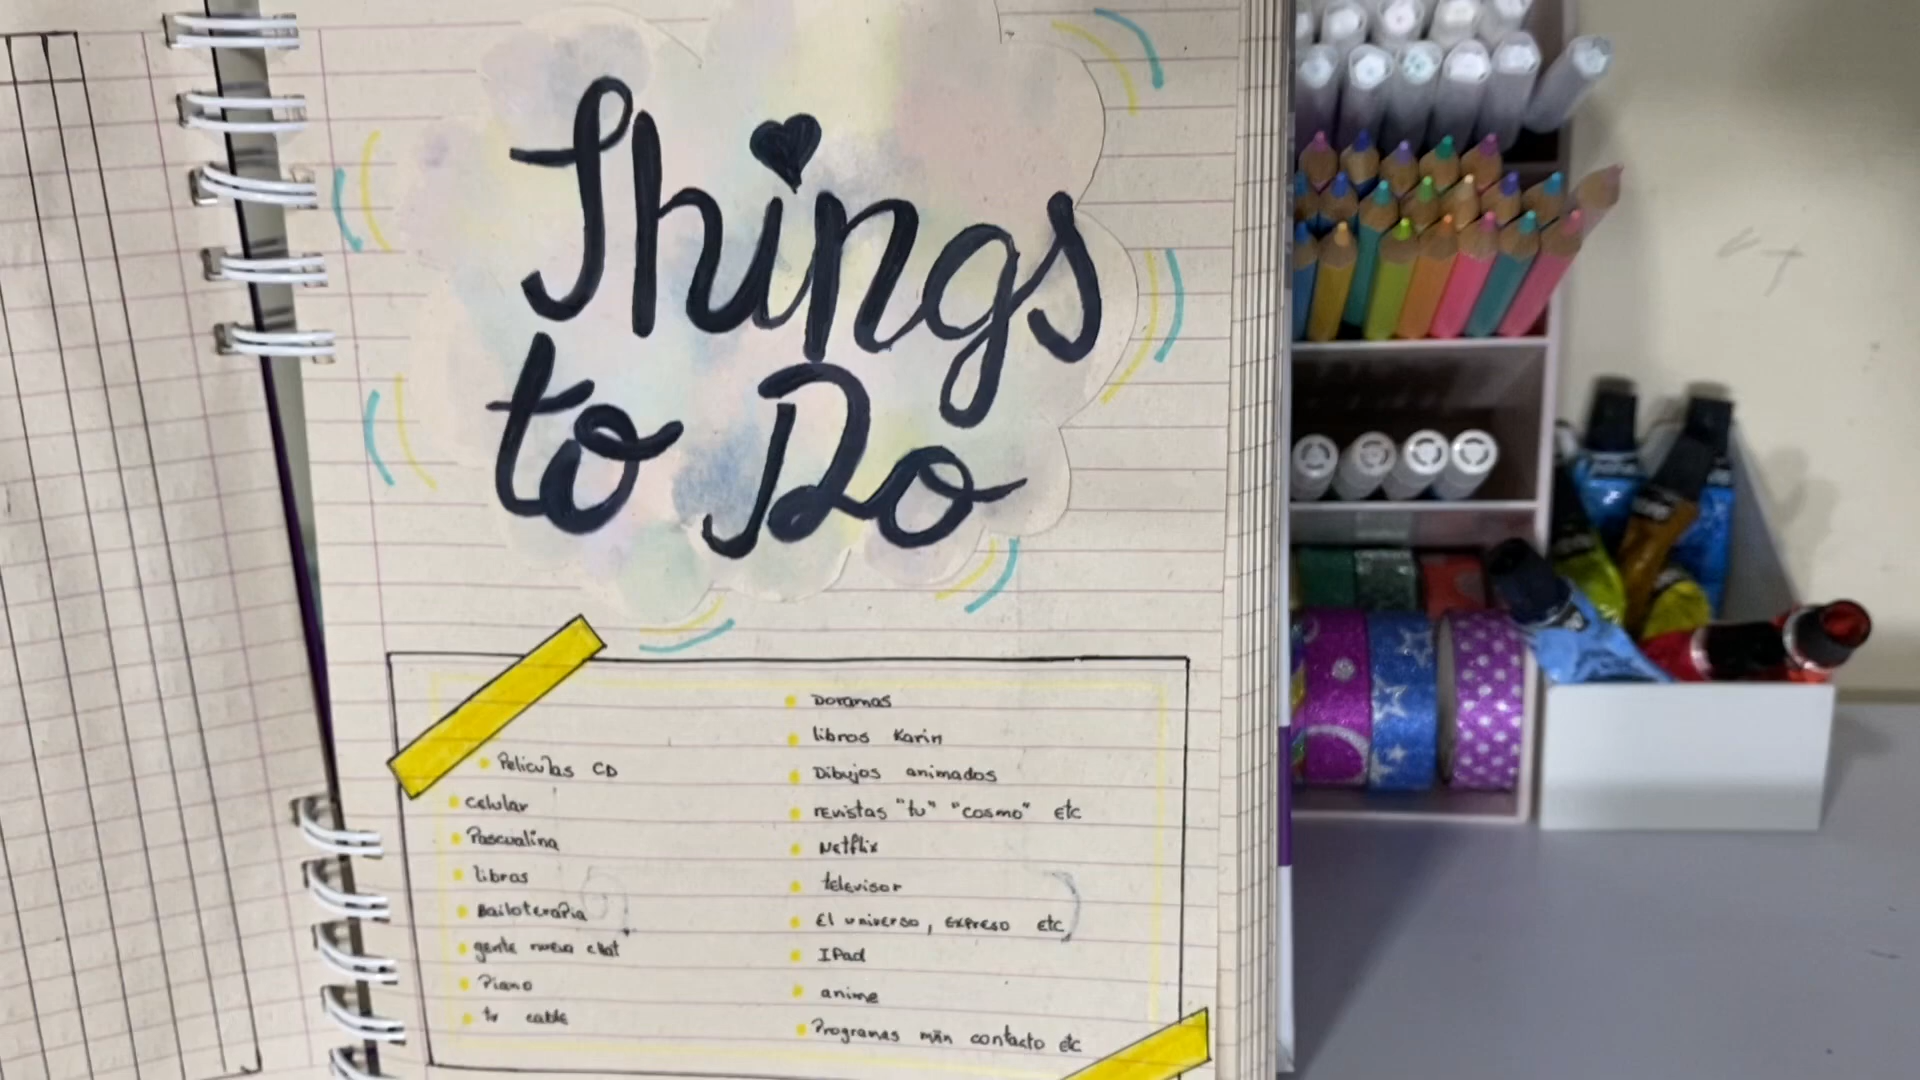 Things
to Do
Peliculas CD
celular
Pascualina
libros
Bailoterapia
gente nueva chat
Piano
tv cable
Doramas
libros Karin
Dibujos animados
revistas "tu" "cosmo" etc
Netflix
televisor
El universo, Expreso etc
IPad
anime
Programas mãn contacto etc